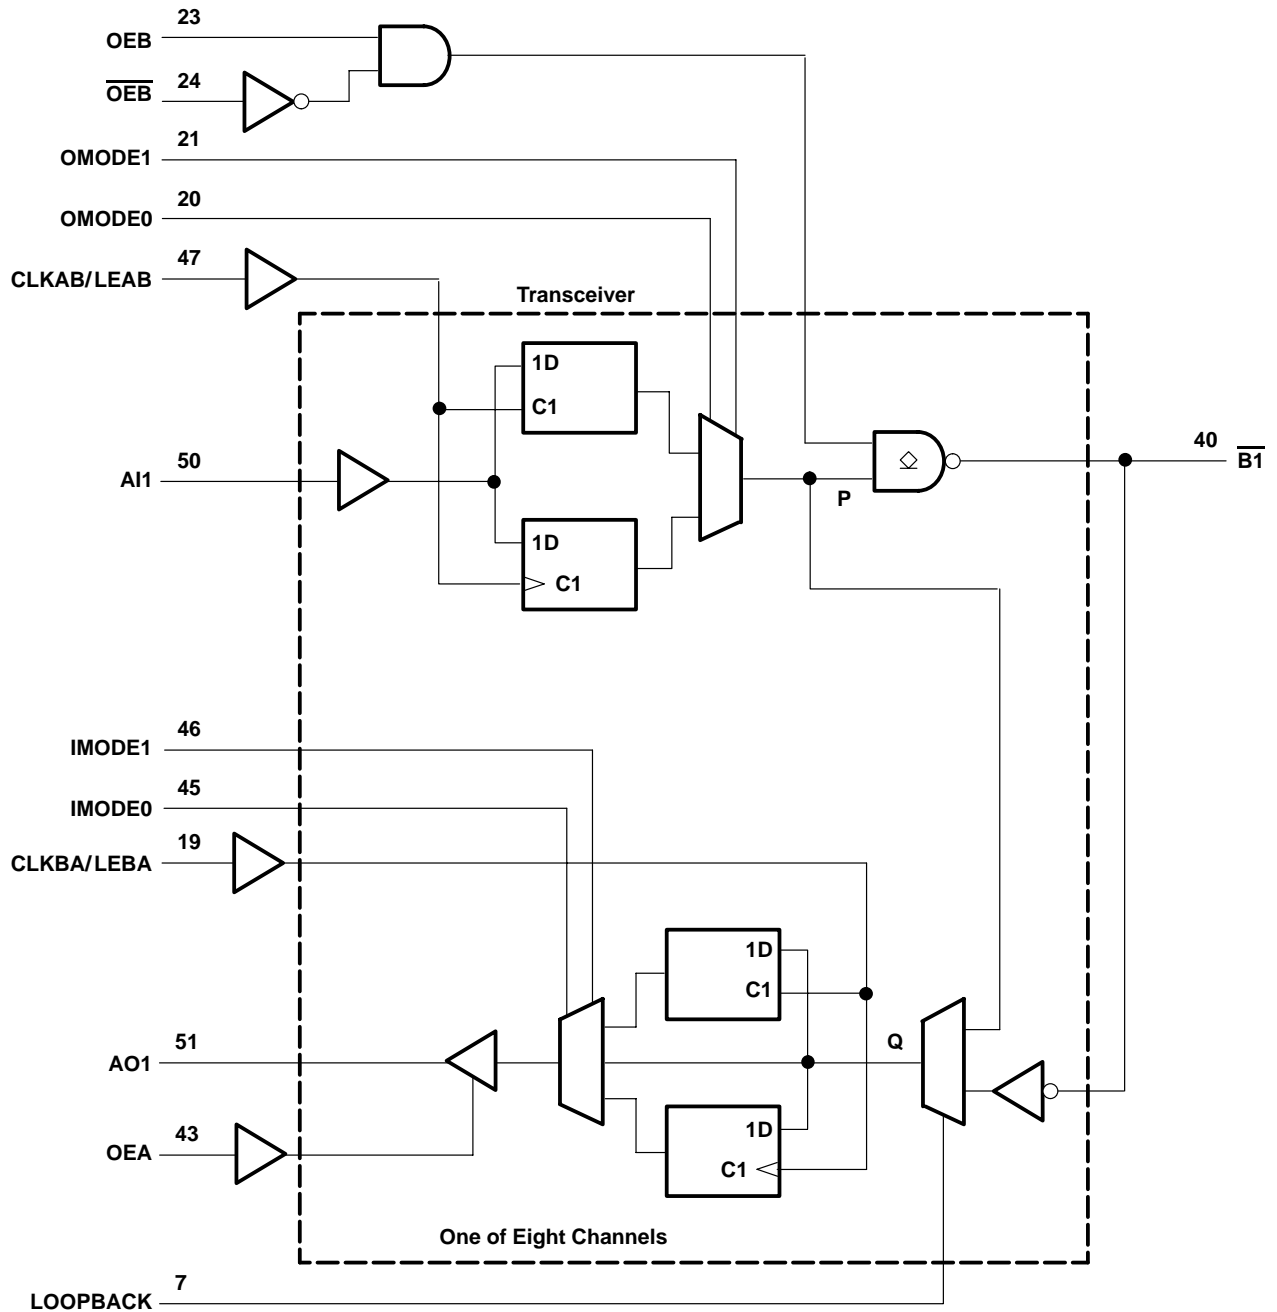 23
OEB
24
O̅E̅B̅
21
OMODE1
20
OMODE0
47
CLKAB/LEAB
Transceiver
1D
C1
50
AI1
40
B̅1̅
P
1D
C1
46
IMODE1
45
IMODE0
19
CLKBA/LEBA
1D
C1
51
AO1
Q
43
OEA
1D
C1
One of Eight Channels
7
LOOPBACK